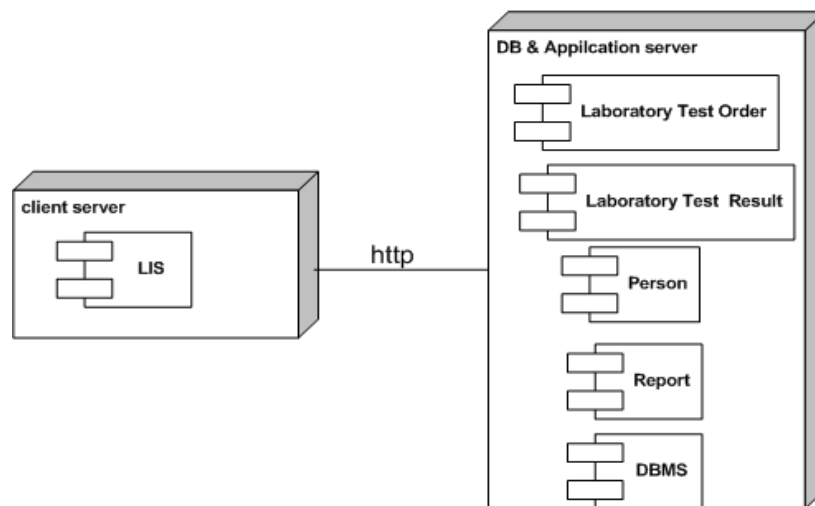 DB & Appilcation server
Laboratory Test Order
Laboratory Test Result
client server
LIS
http
Person
Report
DBMS